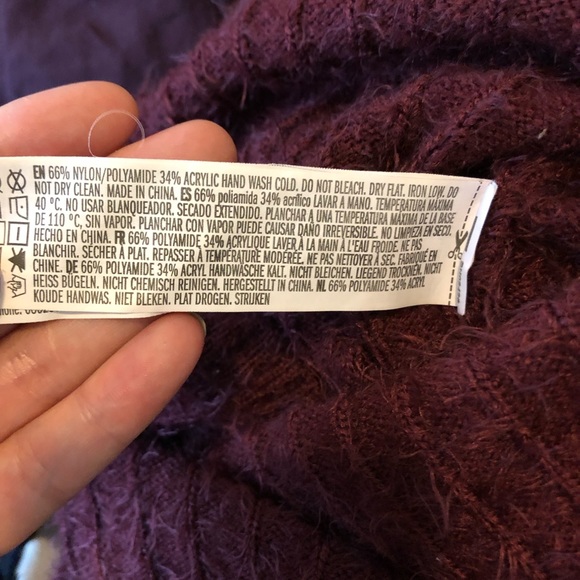 EN 66% NYLON/POLYAMIDE 34% ACRYLIC HAND WASH COLD. DO NOT BLEACH. DRY FLAT. IRON LOW. DO
NOT DRY CLEAN. MADE IN CHINA. ES 66% poliamida 34% acrílico LAVAR A MANO. TEMPERATURA MÁXIMA
40 ºC. NO USAR BLANQUEADOR. SECADO EXTENDIDO. PLANCHAR A UNA TEMPERATURA MÁXIMA DE LA BASE
DE 110 ºC, SIN VAPOR. PLANCHAR CON VAPOR PUEDE CAUSAR DAÑO IRREVERSIBLE. NO LIMPIEZA EN SECO.
HECHO EN CHINA. FR 66% POLYAMIDE 34% ACRYLIQUE LAVER À LA MAIN À L'EAU FROIDE. NE PAS
BLANCHIR. SÉCHER À PLAT. REPASSER À TEMPÉRATURE MODÉRÉE. NE PAS NETTOYER À SEC. FABRIQUÉ EN
CHINE. DE 66% POLYAMIDE 34% ACRYL HANDWÄSCHE KALT. NICHT BLEICHEN. LIEGEND TROCKNEN. NICHT
HEISS BÜGELN. NICHT CHEMISCH REINIGEN. HERGESTELLT IN CHINA. NL 66% POLYAMIDE 34% ACRYL
KOUDE HANDWAS. NIET BLEKEN. PLAT DROGEN. STRIJKEN